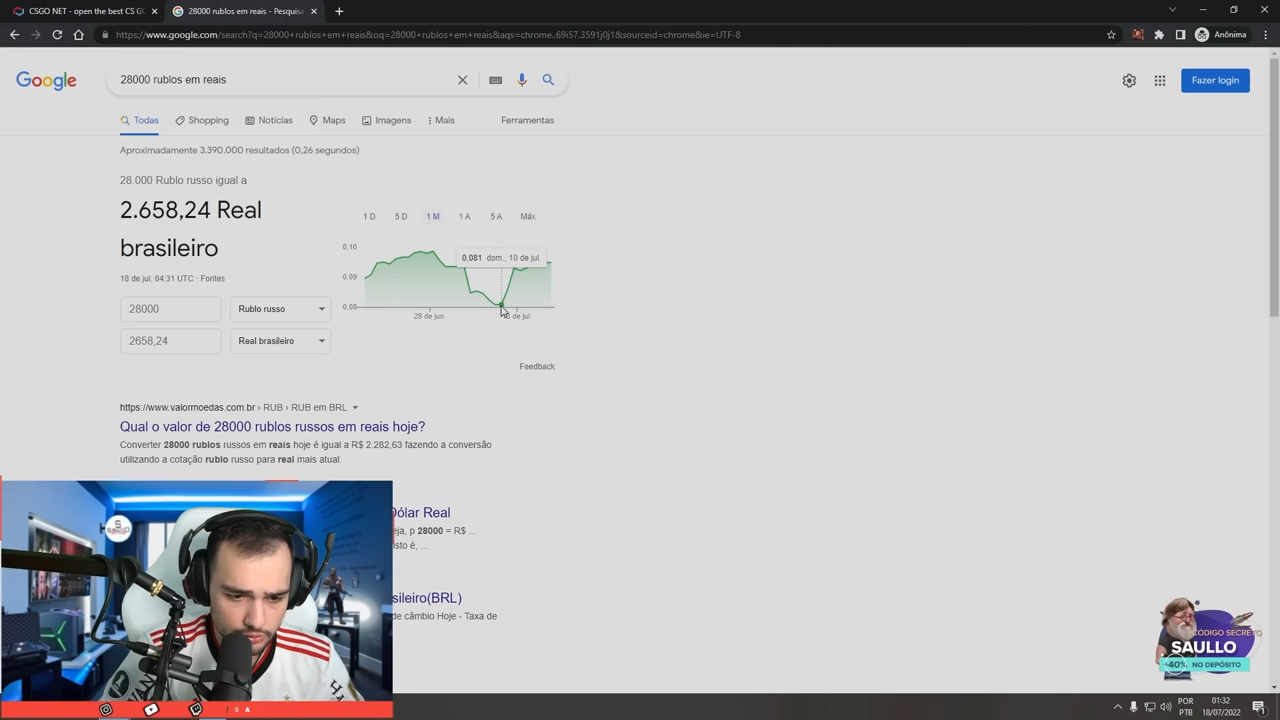 CSGO NET - open the best CS G
28000 rublos em reais - Pesquisa
https://www.google.com/search?q=28000+rublos+em+reais&oq=28000+rublos+em+reais&aqs=chrome..69i57.3591j0j1&sourceid=chrome&ie=UTF-8
Anônima
Google
28000 rublos em reais
Fazer login
Todas
Shopping
Notícias
Maps
Imagens
Mais
Ferramentas
Aproximadamente 3.390.000 resultados (0,26 segundos)
28.000 Rublo russo igual a
2.658,24 Real
brasileiro
18 de jul. 04:31 UTC · Fontes
28000 Rublo russo
2658,24 Real brasileiro
1 D 5 D 1 M 1 A 5 A Máx
0,10
0,081 dom., 10 de jul.
0,09
0,08
29 de jun.
de jul.
Feedback
https://www.valormoedas.com.br › RUB › RUB em BRL
Qual o valor de 28000 rublos russos em reais hoje?
Converter 28000 rublos russos em reais hoje é igual a R$ 2.282,63 fazendo a conversão
utilizando a cotação rublo russo para real mais atual.
Dólar Real
eja, p 28000 = R$ ...
isto é, ...
sileiro(BRL)
de câmbio Hoje - Taxa de
CÓDIGO SECRETO
SAULLO
+40% NO DEPÓSITO
/ S A
POR
PTB
01:32
18/07/2022